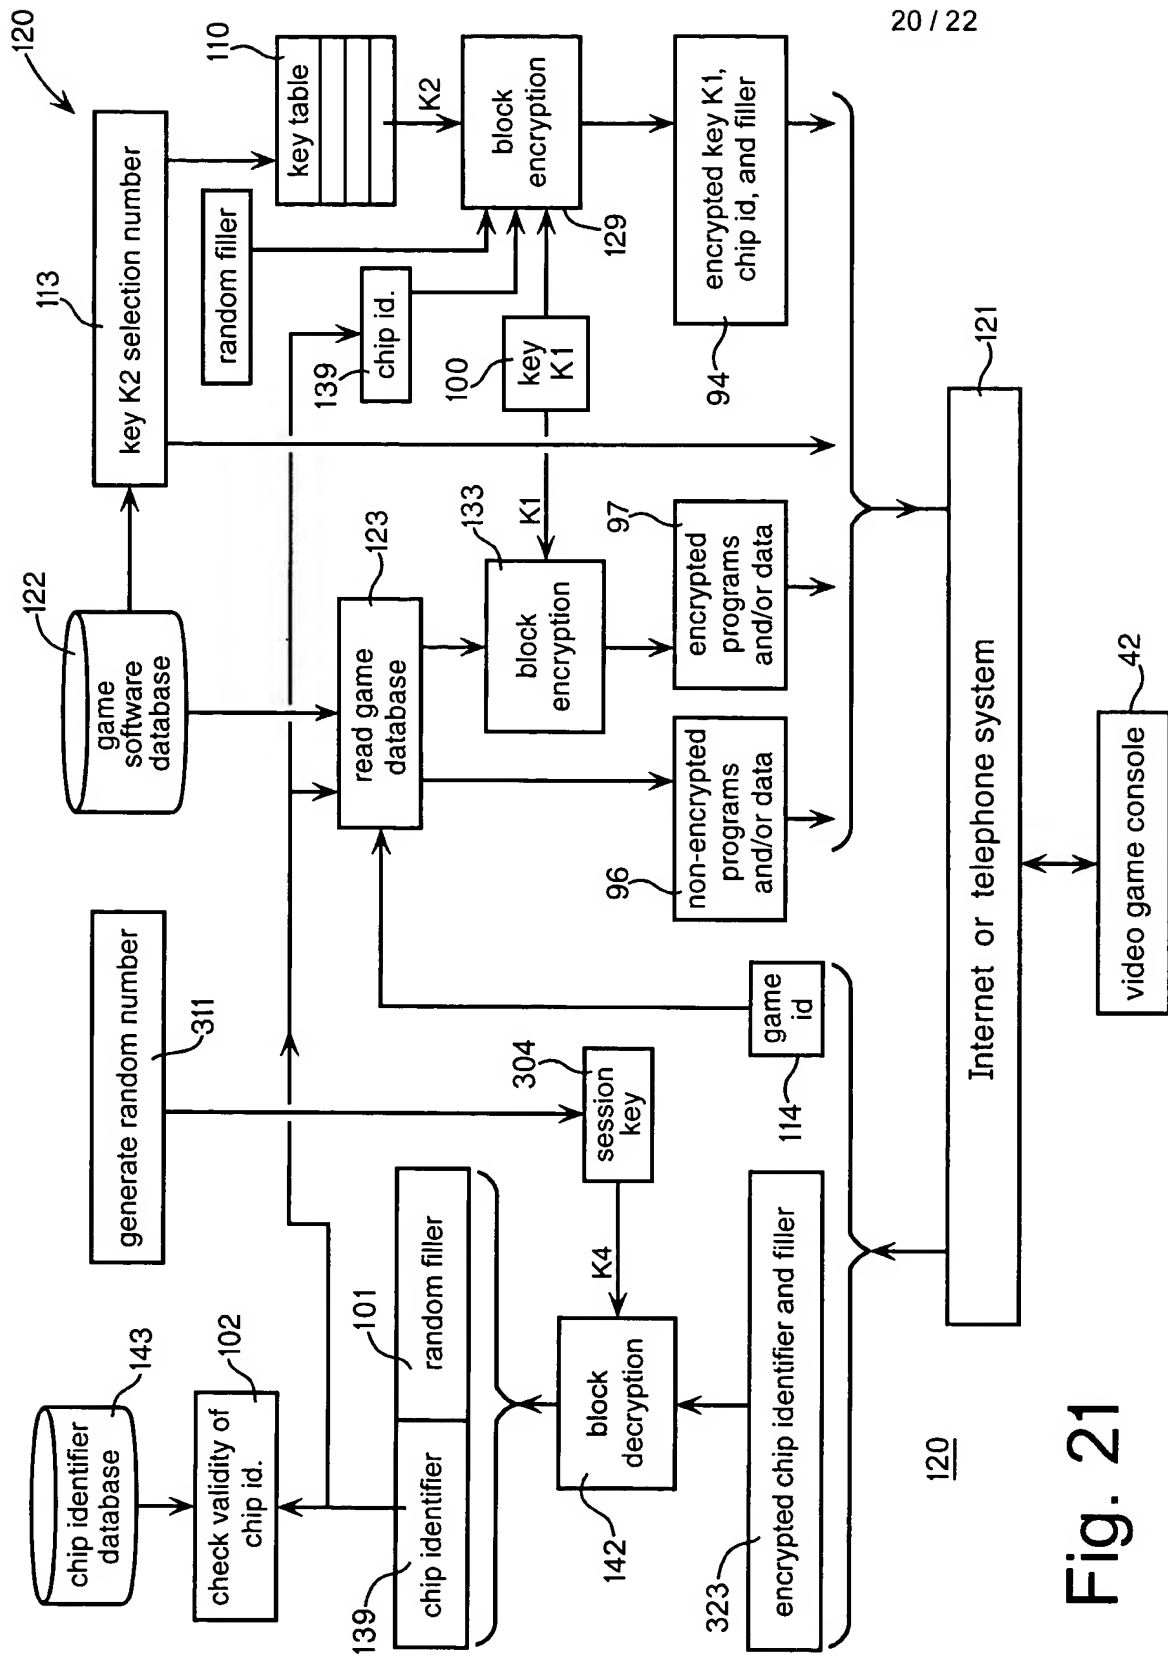 20 / 22
120
122
game
software
database
113
key K2 selection number
random filler
110
key table
K2
143
chip identifier
database
102
check validity of
chip id.
generate random number
311
123
read game
database
139
chip id.
100
key
K1
block
encryption
129
139
chip identifier
101
random filler
304
session
key
K4
133
block
encryption
K1
142
block
decryption
96
non-encrypted
programs
and/or data
97
encrypted
programs
and/or data
94
encrypted key K1,
chip id, and filler
323
encrypted chip identifier and filler
114
game
id
120
Internet or telephone system
121
video game console
42
Fig. 21